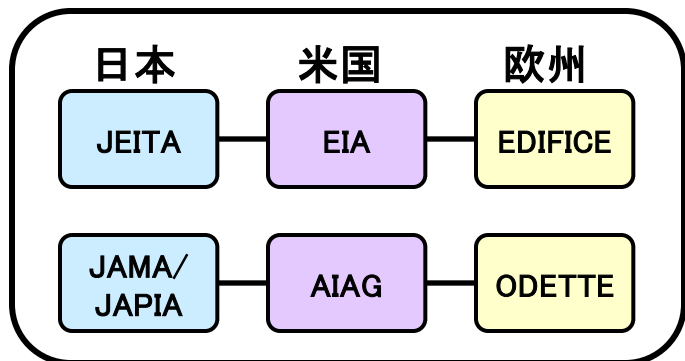 日本 米国 欧州
JEITA EIA EDIFICE
JAMA/
JAPIA AIAG ODETTE